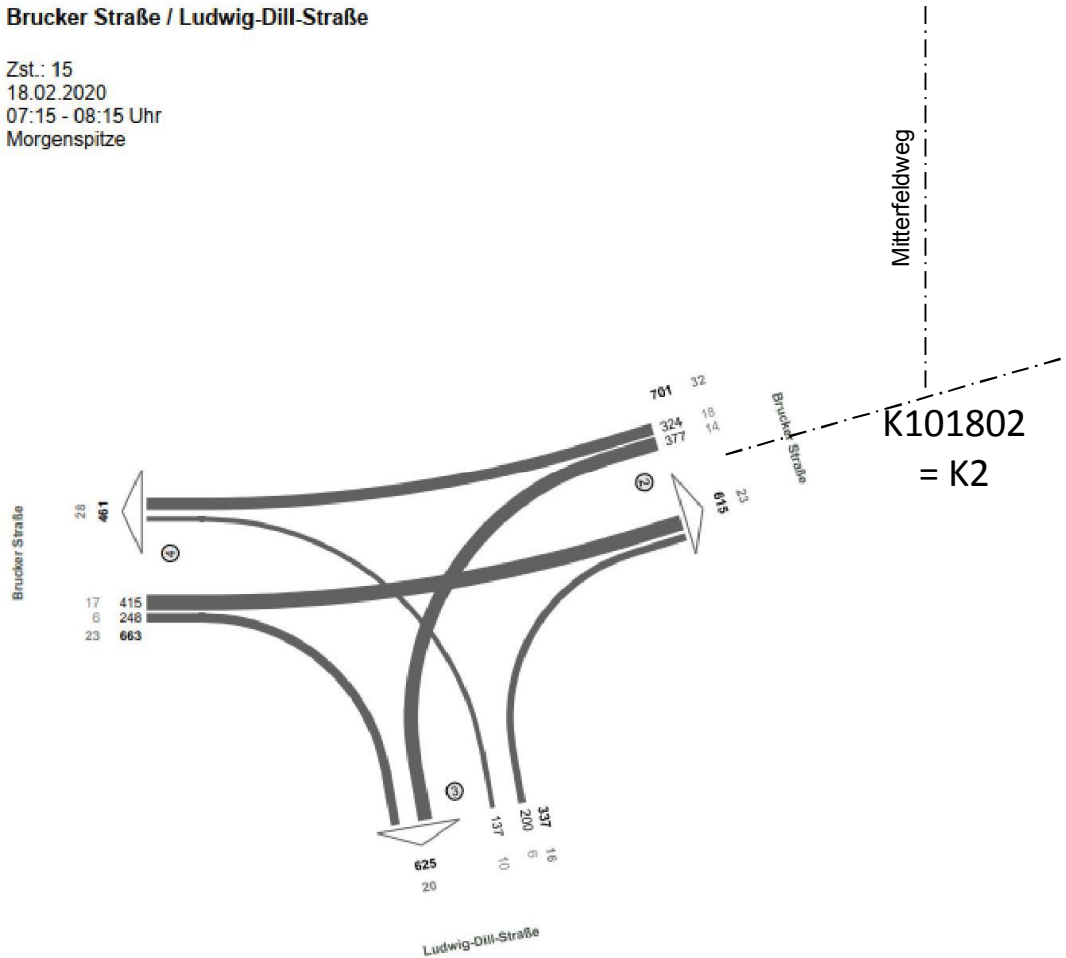 Brucker Straße / Ludwig-Dill-Straße
Zst.: 15
18.02.2020
07:15 - 08:15 Uhr
Morgenspitze
Mitterfeldweg
701 32
324 18
377 14
Brucker Straße
K101802
= K2
2
615 23
Brucker Straße
28 461
4
17 415
6 248
23 663
3
137 10
200 6
337 16
625
20
Ludwig-Dill-Straße